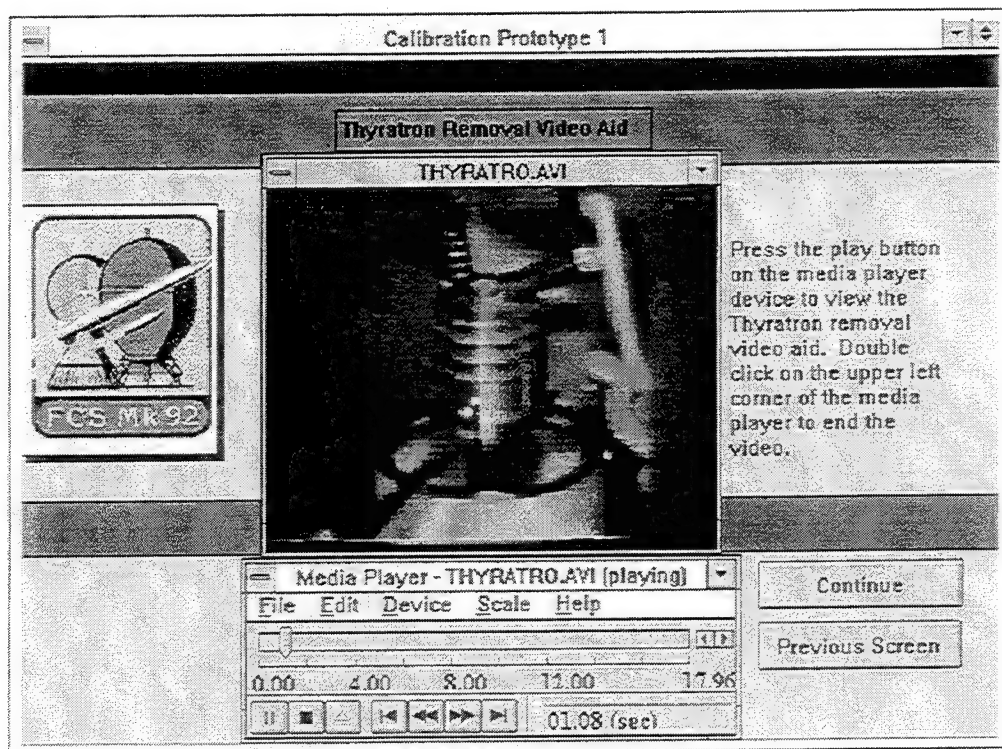 Calibration Prototype 1
Thyratron Removal Video Aid
THYRATRO.AVI
FCS Mk92
Press the play button
on the media player
device to view the
Thyratron removal
video aid. Double
click on the upper left
corner of the media
player to end the
video.
Media Player - THYRATRO.AVI (playing)
File Edit Device Scale Help
0.00 4.00 8.00 12.00 17.96
01.08 (sec)
Continue
Previous Screen